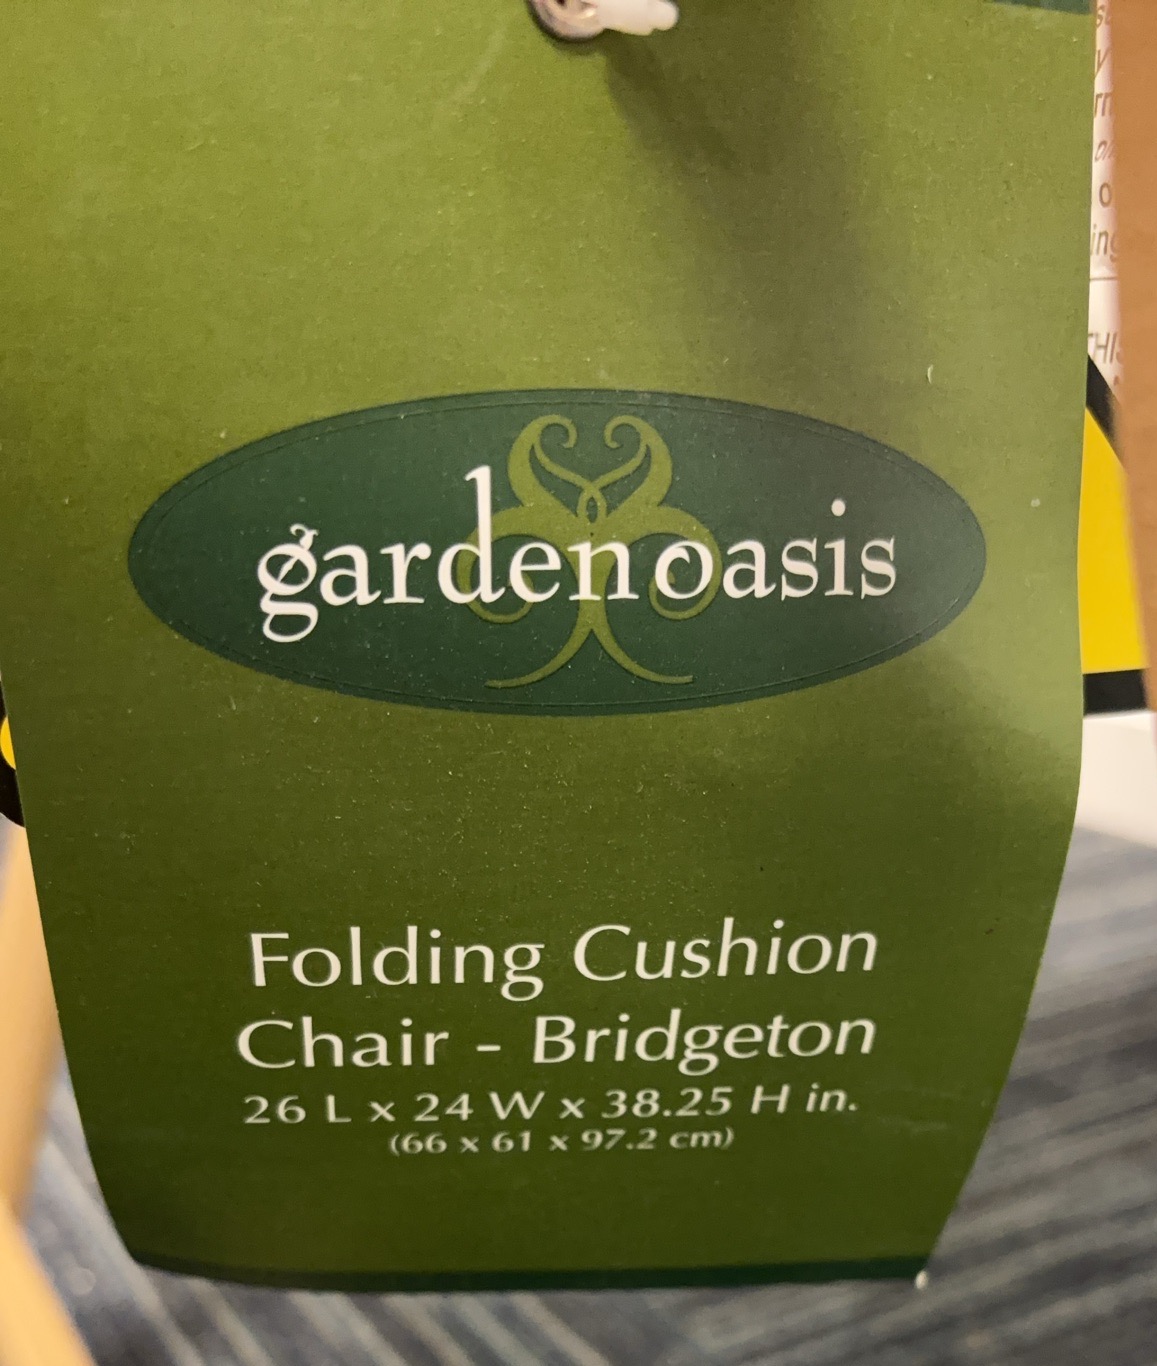 gardenoasis
Folding Cushion
Chair - Bridgeton
26 L x 24 W x 38.25 H in.
(66 x 61 x 97.2 cm)